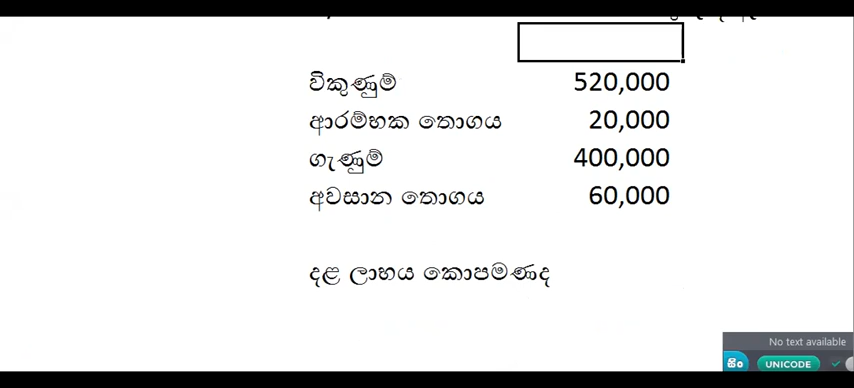 විකුණුම් 520,000
ආරම්භක තොගය 20,000
ගැණුම් 400,000
අවසාන තොගය 60,000
දළ ලාභය කොපමණද
No text available
සිං UNICODE